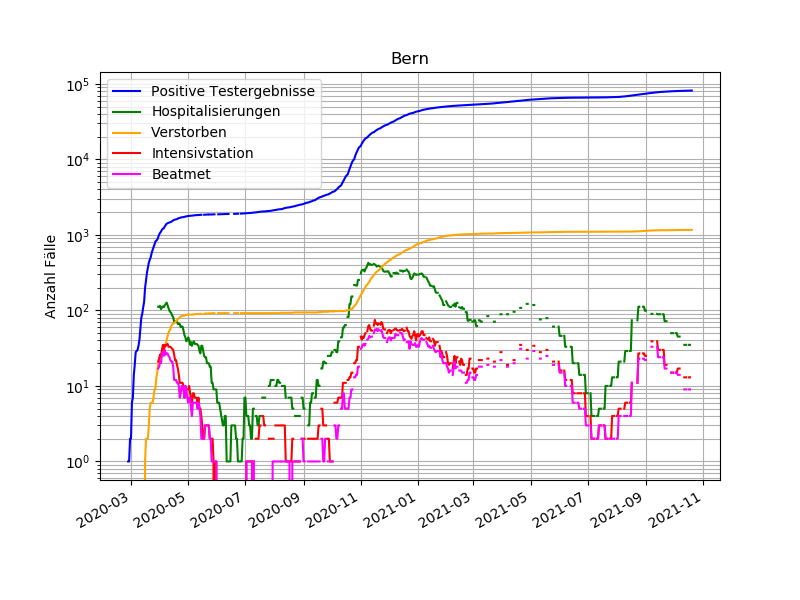 Bern
Anzahl Fälle
10^5
10^4
10^3
10^2
10^1
10^0
Positive Testergebnisse
Hospitalisierungen
Verstorben
Intensivstation
Beatmet
2020-03
2020-05
2020-07
2020-09
2020-11
2021-01
2021-03
2021-05
2021-07
2021-09
2021-11